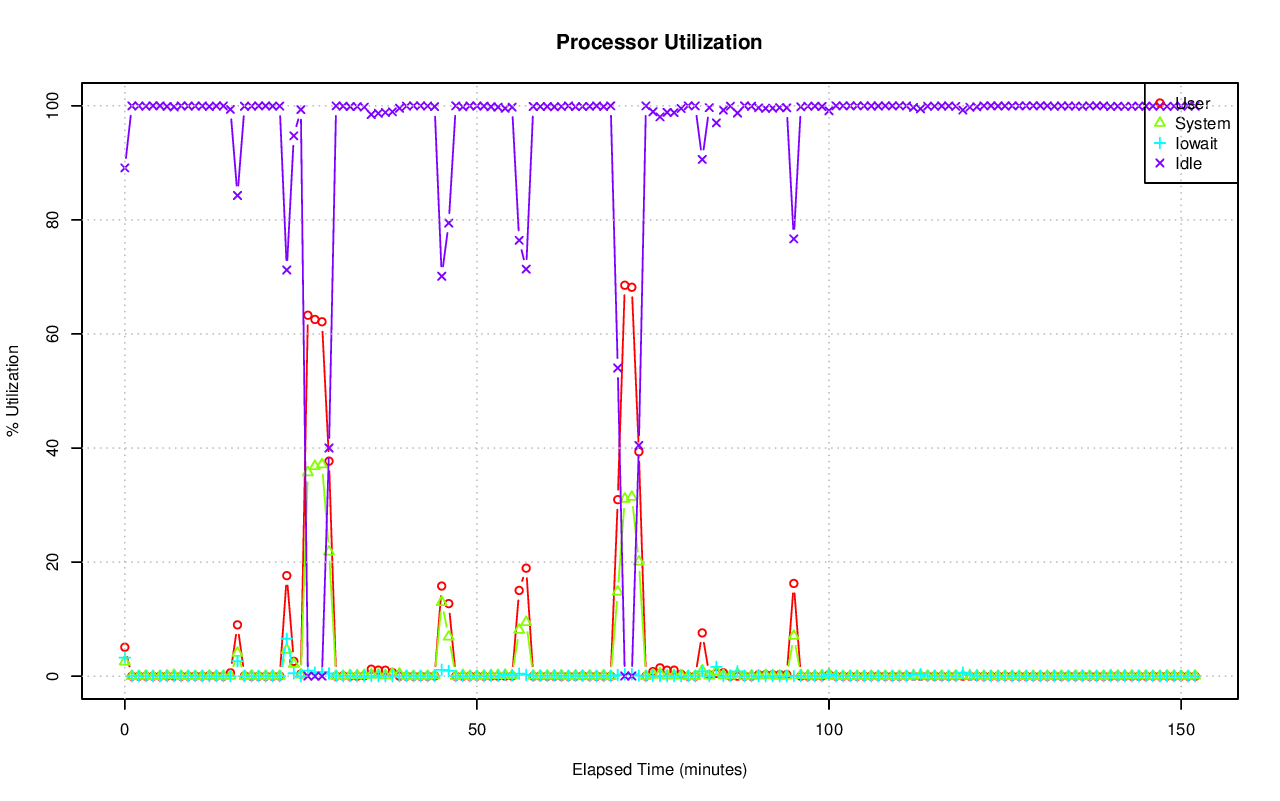 Processor Utilization
100
80
60
40
20
0
% Utilization
User
System
Iowait
Idle
0
50
100
150
Elapsed Time (minutes)